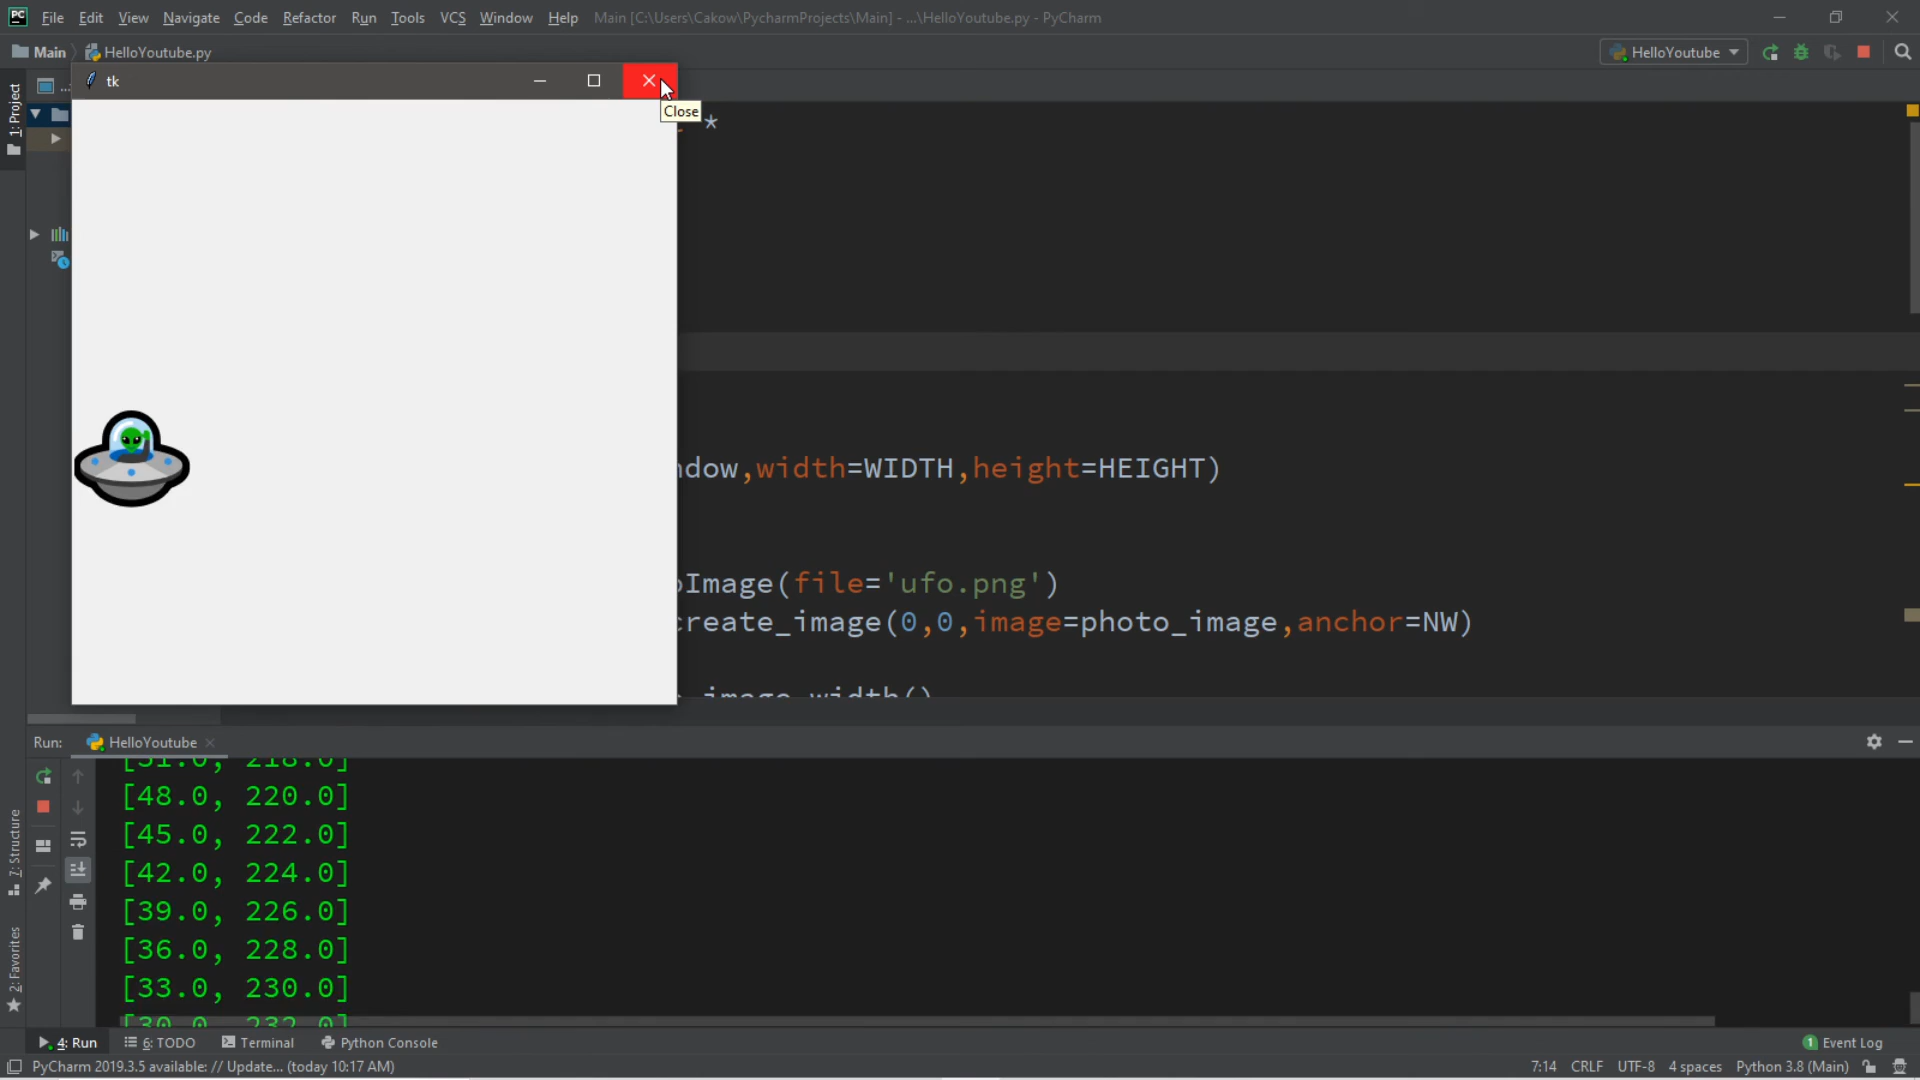 PC File Edit View Navigate Code Refactor Run Tools VCS Window Help Main [C:\Users\Cakow\PycharmProjects\Main] - ...\HelloYoutube.py - PyCharm
Main HelloYoutube.py HelloYoutube
tk
...
Close
*
1: Project
ndow,width=WIDTH,height=HEIGHT)
oImage(file='ufo.png')
create_image(0,0,image=photo_image,anchor=NW)
image.width()
Run: HelloYoutube
[51.0, 218.0]
[48.0, 220.0]
[45.0, 222.0]
[42.0, 224.0]
[39.0, 226.0]
[36.0, 228.0]
[33.0, 230.0]
[30.0, 232.0]
7: Structure
2: Favorites
4: Run 6: TODO Terminal Python Console 1 Event Log
PyCharm 2019.3.5 available: // Update... (today 10:17 AM) 7:14 CRLF UTF-8 4 spaces Python 3.8 (Main)